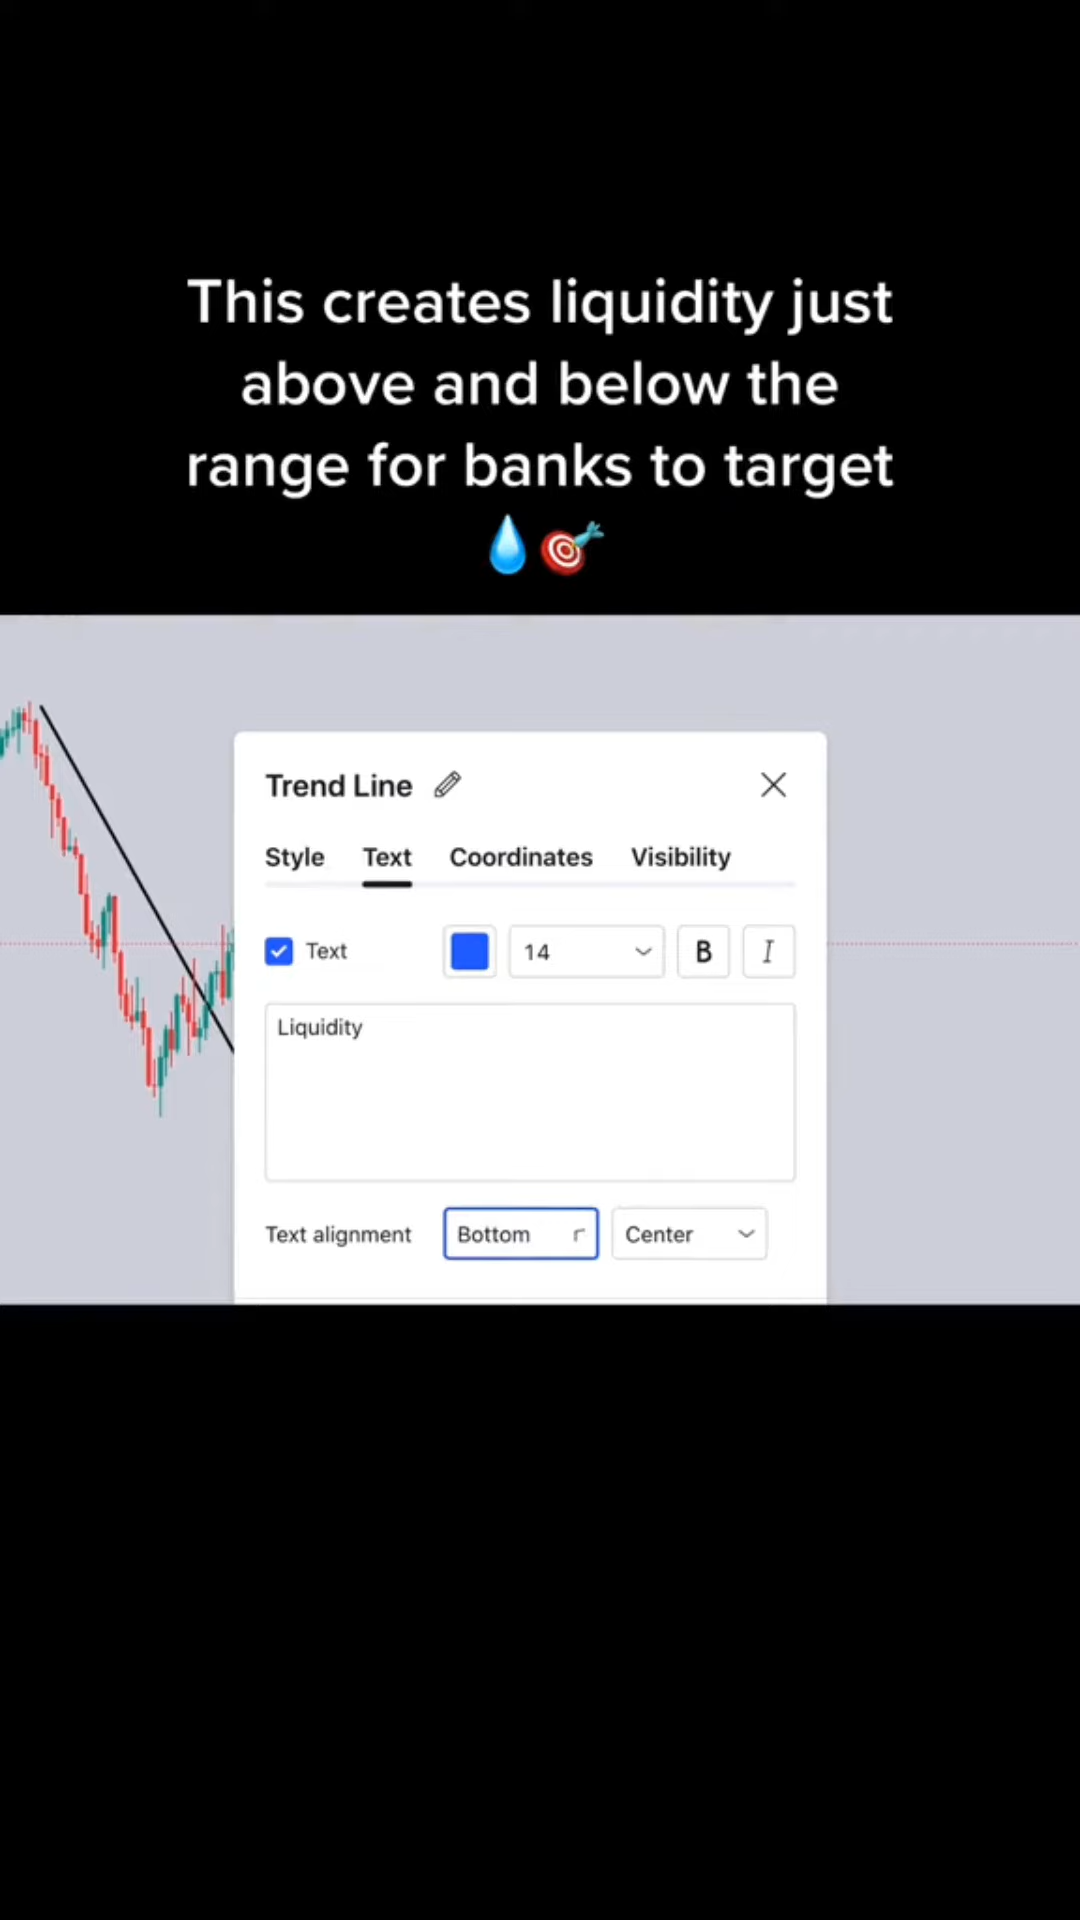 This creates liquidity just
above and below the
range for banks to target
💧🎯
Trend Line
Style Text Coordinates Visibility
Text 14 B I
Liquidity
Text alignment Bottom Center